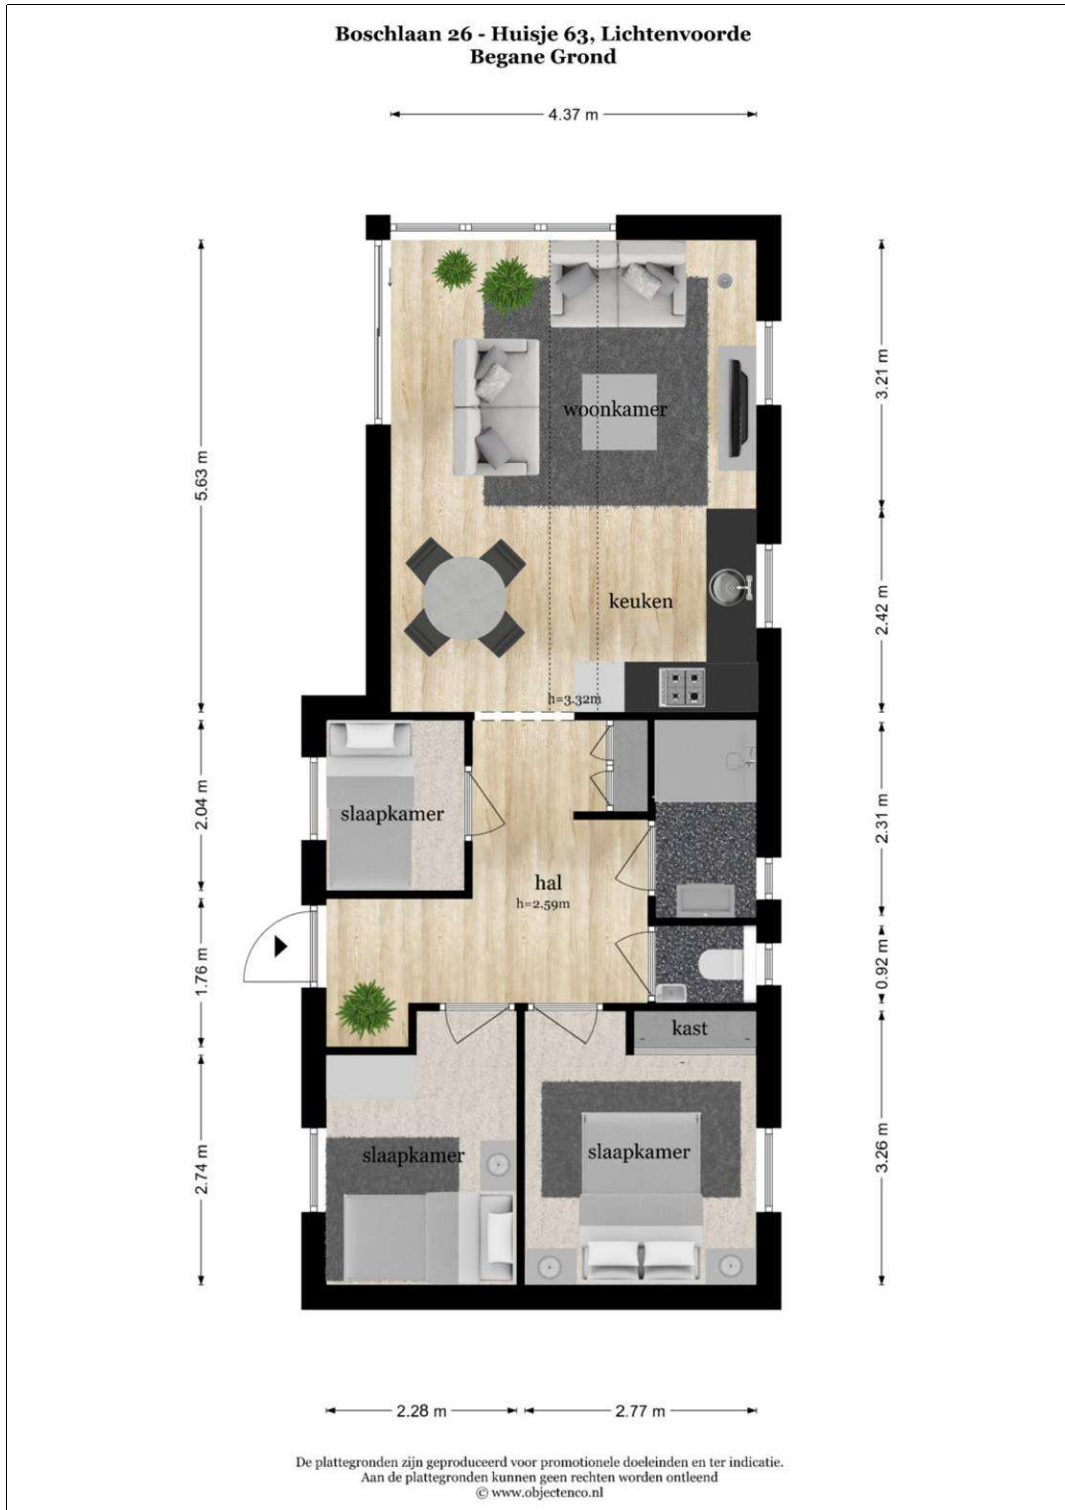 Boschlaan 26 - Huisje 63, Lichtenvoorde
Begane Grond
4.37 m
5.63 m
3.21 m
woonkamer
2.42 m
keuken
h=3.32m
2.04 m
slaapkamer
2.31 m
hal
h=2.59m
1.76 m
0.92 m
kast
2.74 m
slaapkamer
slaapkamer
3.26 m
2.28 m
2.77 m
De plattegronden zijn geproduceerd voor promotionele doeleinden en ter indicatie.
Aan de plattegronden kunnen geen rechten worden ontleend
© www.objectenco.nl